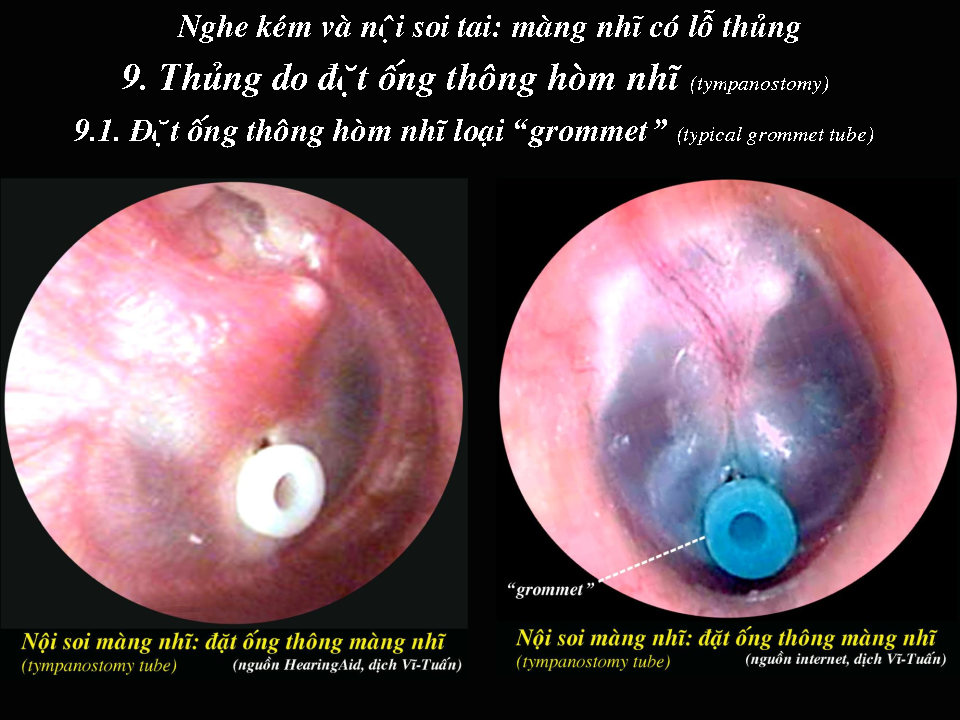 Nghe kém và nội soi tai: màng nhĩ có lỗ thủng
9. Thủng do đặt ống thông hòm nhĩ (tympanostomy)
9.1. Đặt ống thông hòm nhĩ loại “grommet” (typical grommet tube)
“grommet”
Nội soi màng nhĩ: đặt ống thông màng nhĩ
(tympanostomy tube) (nguồn HearingAid, dịch Vĩ-Tuấn)
Nội soi màng nhĩ: đặt ống thông màng nhĩ
(tympanostomy tube) (nguồn internet, dịch Vĩ-Tuấn)